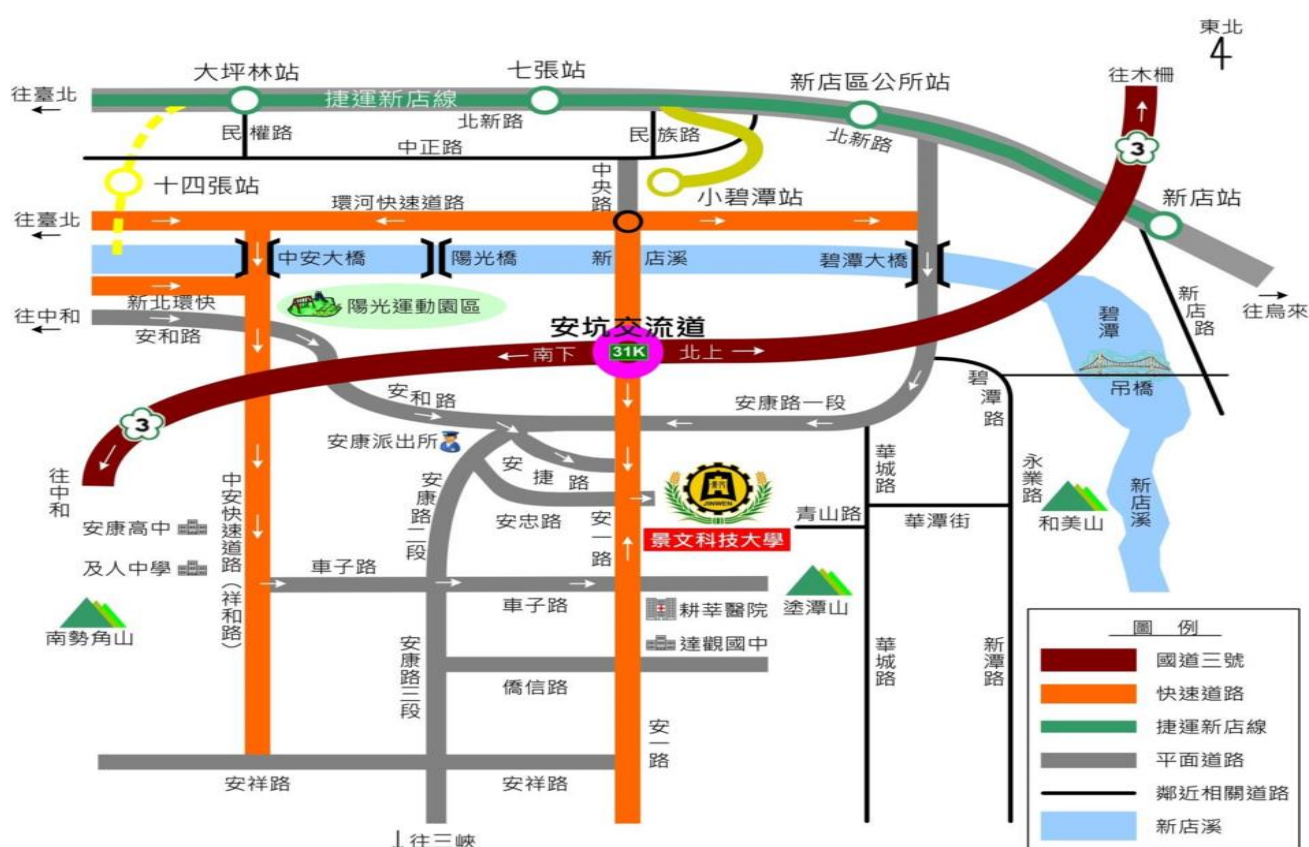 東北
4
往木柵
大坪林站
七張站
新店區公所站
往臺北
捷運新店線
北新路
北新路
民權路
民族路
中正路
3
十四張站
中央路
小碧潭站
新店站
環河快速道路
往臺北
中安大橋
陽光橋
新店溪
碧潭大橋
往烏來
新北環快
陽光運動園區
新店路
碧潭
往中和
安和路
安坑交流道
南下
31K
北上
吊橋
碧潭路
安和路
安康路一段
3
安康派出所
往中和
安捷路
安康路二段
華城路
永業路
新店溪
JINWEN
中安快速道路(祥和路)
安康高中
安忠路
安一路
景文科技大學
青山路
華潭街
和美山
及人中學
車子路
車子路
塗潭山
南勢角山
耕莘醫院
達觀國中
安康路三段
僑信路
華城路
新潭路
安一路
安祥路
安祥路
往三峽
圖 例
國道三號
快速道路
捷運新店線
平面道路
鄰近相關道路
新店溪